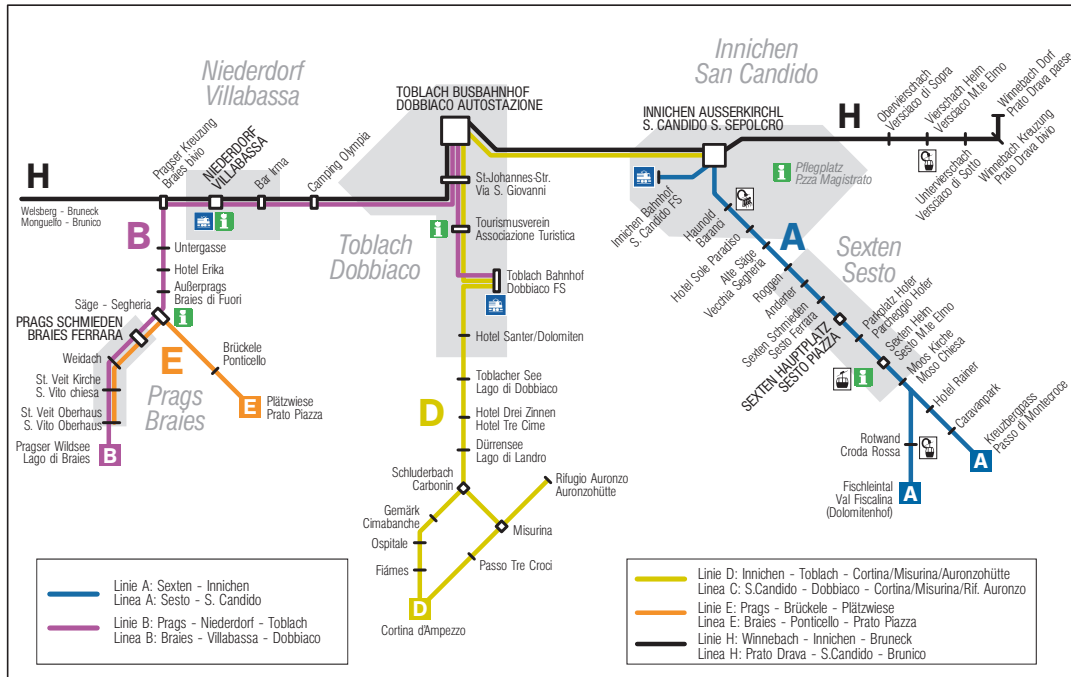 Niederdorf
Villabassa
Innichen
San Candido
TOBLACH BUSBAHNHOF
DOBBIACO AUTOSTAZIONE
INNICHEN AUSSERKIRCHL
S. CANDIDO S. SEPOLCRO
H
Obervierschach
Versciaco di Sopra
Vierschach Helm
Versciaco M.te Elmo
Winnebach Dorf
Prato Drava paese
Untervierschach
Versciaco di Sotto
Winnebach Kreuzung
Prato Drava bivio
H
Welsberg - Bruneck
Monguelfo - Brunico
Pragser Kreuzung
Braies bivio
NIEDERDORF
VILLABASSA
Bar Irma
Camping Olympia
St.Johannes-Str.
Via S. Giovanni
i
Pflegplatz
P.zza Magistrato
Innichen Bahnhof
S. Candido FS
B
i
i
Tourismusverein
Associazione Turistica
Toblach
Dobbiaco
Toblach Bahnhof
Dobbiaco FS
Hotel Santer/Dolomiten
Haunold
Baranci
A
Hotel Sole Paradiso
Alte Säge
Vecchia Segheria
Sexten
Sesto
Roggen
Anderter
Sexten Schmieden
Sesto Ferrara
SEXTEN HAUPTPLATZ
SESTO PIAZZA
Parkplatz Hofer
Parcheggio Hofer
Sexten Helm
Sesto M.te Elmo
i
Moos Kirche
Moso Chiesa
Hotel Rainer
Caravanpark
Kreuzbergpass
Passo di Montecroce
A
Rotwand
Croda Rossa
A
Fischleintal
Val Fiscalina
(Dolomitenhof)
Untergasse
Hotel Erika
Außerprags
Braies di Fuori
Säge - Segheria
i
PRAGS SCHMIEDEN
BRAIES FERRARA
E
Brückele
Ponticello
Weidach
Prags
Braies
St. Veit Kirche
S. Vito chiesa
E
Plätzwiese
Prato Piazza
St. Veit Oberhaus
S. Vito Oberhaus
Pragser Wildsee
Lago di Braies
B
Toblacher See
Lago di Dobbiaco
D
Hotel Drei Zinnen
Hotel Tre Cime
Dürrensee
Lago di Landro
Schluderbach
Carbonin
Rifugio Auronzo
Auronzohütte
Gemärk
Cimabanche
Misurina
Ospitale
Passo Tre Croci
Fiámes
D
Cortina d'Ampezzo
Linie A: Sexten - Innichen
Linea A: Sesto - S. Candido
Linie B: Prags - Niederdorf - Toblach
Linea B: Braies - Villabassa - Dobbiaco
Linie D: Innichen - Toblach - Cortina/Misurina/Auronzohütte
Linea C: S.Candido - Dobbiaco - Cortina/Misurina/Rif. Auronzo
Linie E: Prags - Brückele - Plätzwiese
Linea E: Braies - Ponticello - Prato Piazza
Linie H: Winnebach - Innichen - Bruneck
Linea H: Prato Drava - S.Candido - Brunico